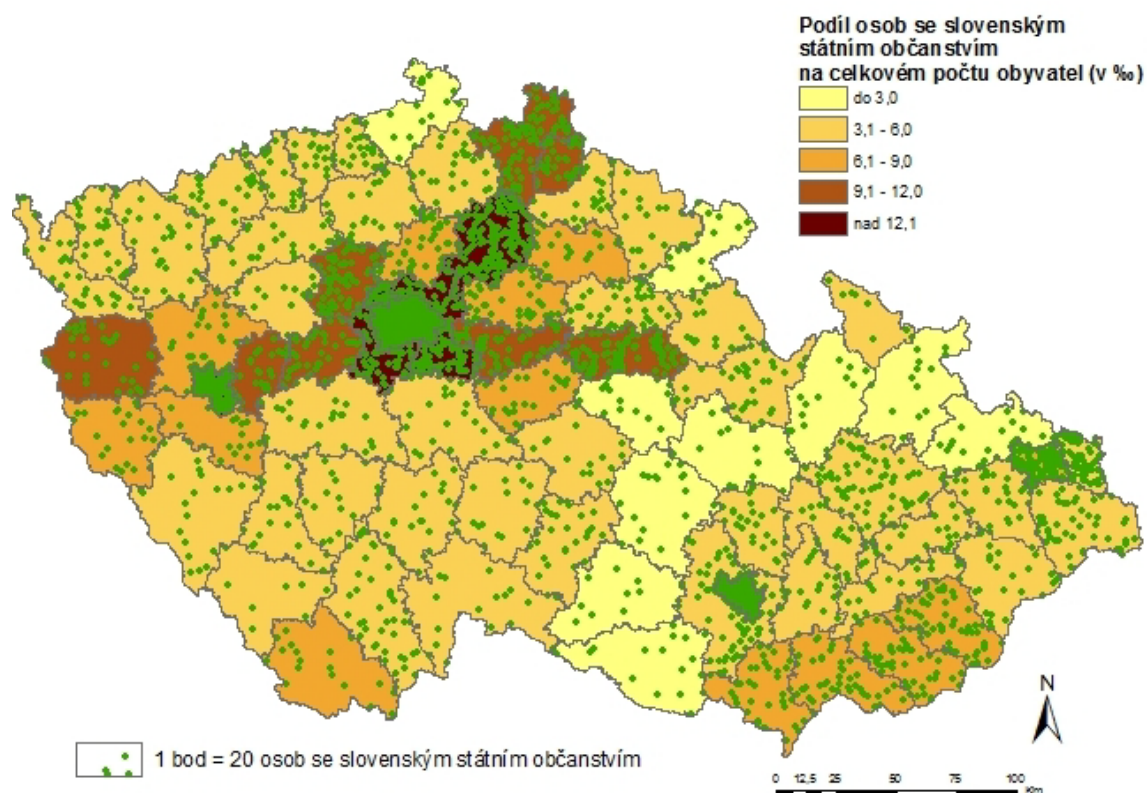 Podíl osob se slovenským
státním občanstvím
na celkovém počtu obyvatel (v ‰)
do 3,0
3,1 - 6,0
6,1 - 9,0
9,1 - 12,0
nad 12,1
N
1 bod = 20 osob se slovenským státním občanstvím
0 12,5 25 50 75 100
Km